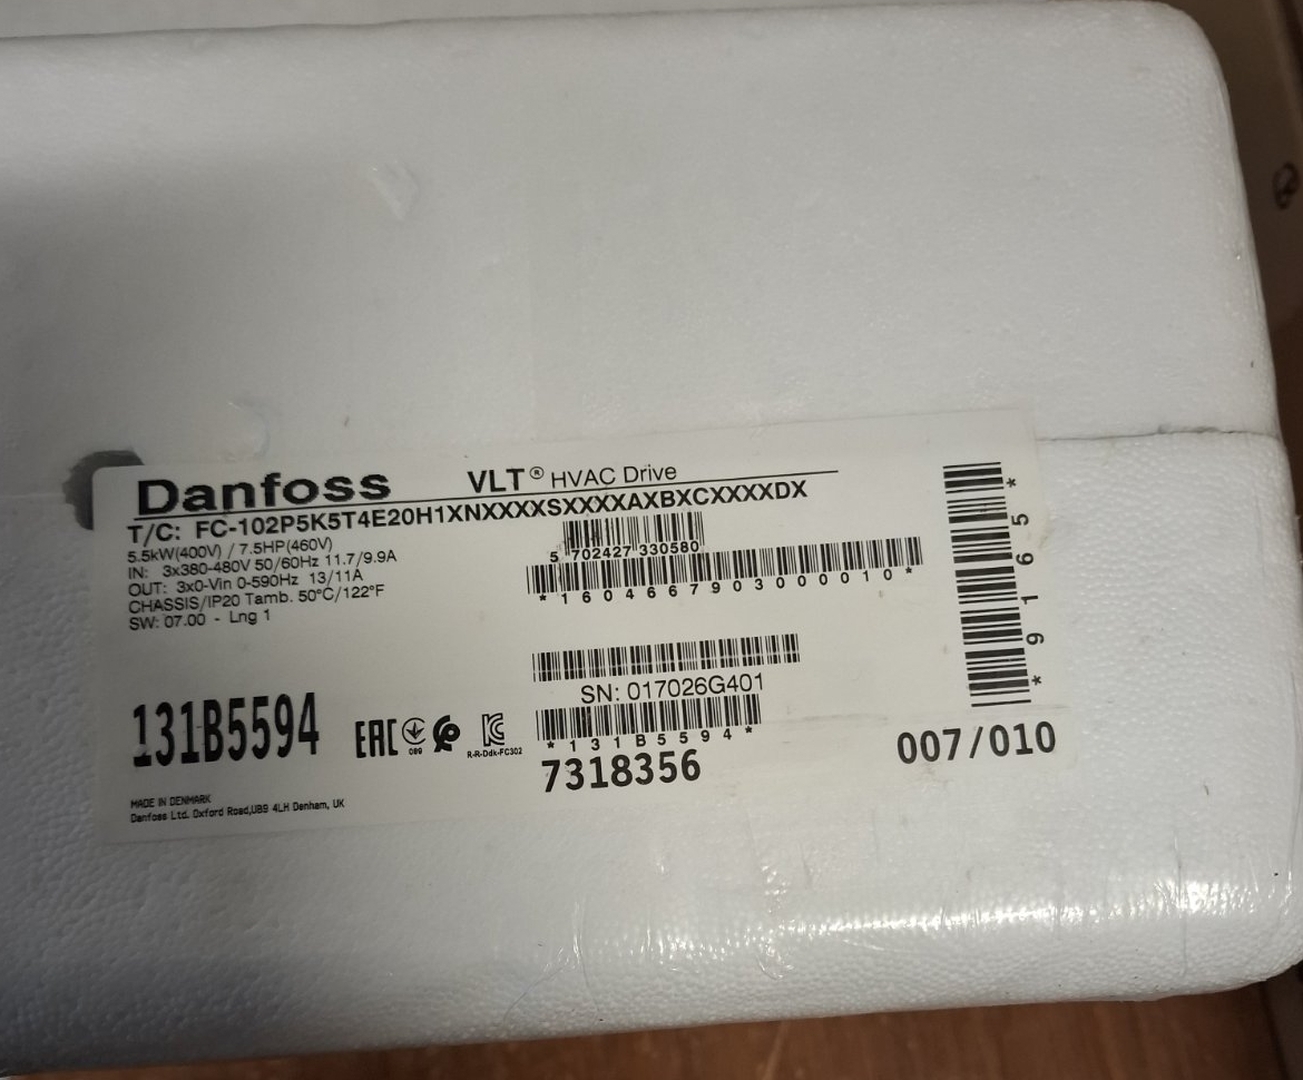 Danfoss VLT® HVAC Drive
T/C: FC-102P5K5T4E20H1XNXXXXSXXXXAXBXCXXXXDX
5.5kW(400V) / 7.5HP(460V)
IN: 3x380-480V 50/60Hz 11.7/9.9A
OUT: 3x0-Vin 0-590Hz 13/11A
CHASSIS/IP20 Tamb. 50°C/122°F
SW: 07.00 - Lng 1
5 702427 330580
*160466790300010*
SN: 017026G401
131B5594
EAC
089
R-R-Ddk-FC302
*131B5594*
7318356
*9165*
007/010
MADE IN DENMARK
Danfoss Ltd. Oxford Road,UB9 4LH Denham, UK